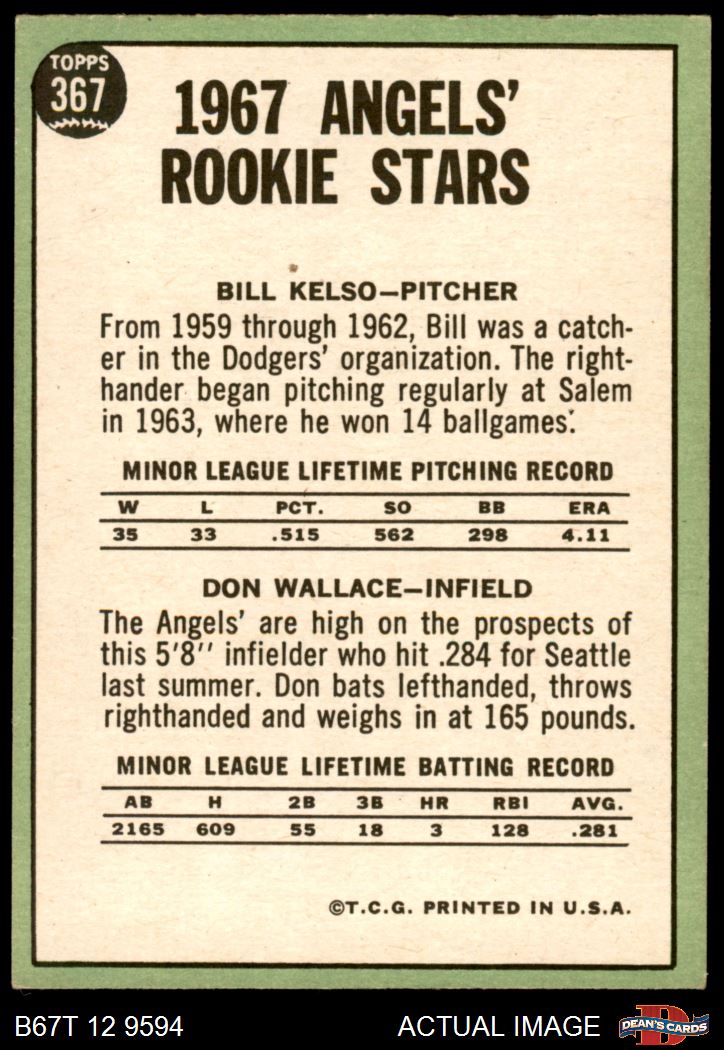 TOPPS
367
1967 ANGELS'
ROOKIE STARS
BILL KELSO—PITCHER
From 1959 through 1962, Bill was a catch-
er in the Dodgers' organization. The right-
hander began pitching regularly at Salem
in 1963, where he won 14 ballgames.
MINOR LEAGUE LIFETIME PITCHING RECORD
W L PCT. SO BB ERA
35 33 .515 562 298 4.11
DON WALLACE—INFIELD
The Angels' are high on the prospects of
this 5'8'' infielder who hit .284 for Seattle
last summer. Don bats lefthanded, throws
righthanded and weighs in at 165 pounds.
MINOR LEAGUE LIFETIME BATTING RECORD
AB H 2B 3B HR RBI AVG.
2165 609 55 18 3 128 .281
©T.C.G. PRINTED IN U.S.A.
B67T 12 9594 ACTUAL IMAGE
D
DEAN'S CARDS